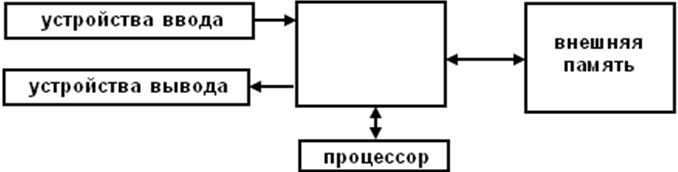 устройства ввода
внешняя
память
устройства вывода
процессор